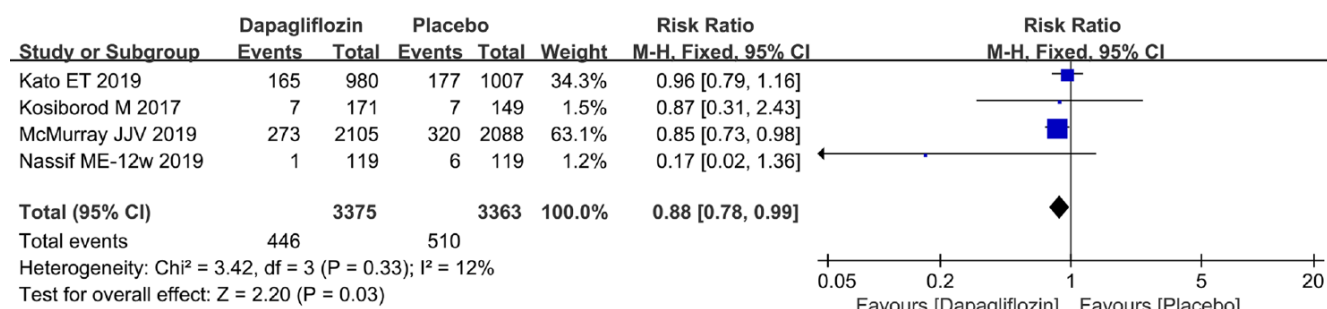 Dapagliflozin Placebo Risk Ratio Risk Ratio
Study or Subgroup Events Total Events Total Weight M-H, Fixed, 95% CI M-H, Fixed, 95% CI
Kato ET 2019 165 980 177 1007 34.3% 0.96 [0.79, 1.16]
Kosiborod M 2017 7 171 7 149 1.5% 0.87 [0.31, 2.43]
McMurray JJV 2019 273 2105 320 2088 63.1% 0.85 [0.73, 0.98]
Nassif ME-12w 2019 1 119 6 119 1.2% 0.17 [0.02, 1.36]
Total (95% CI) 3375 3363 100.0% 0.88 [0.78, 0.99]
Total events 446 510
Heterogeneity: Chi² = 3.42, df = 3 (P = 0.33); I² = 12%
Test for overall effect: Z = 2.20 (P = 0.03)
0.05 0.2 1 5 20
Favours [Dapagliflozin] Favours [Placebo]